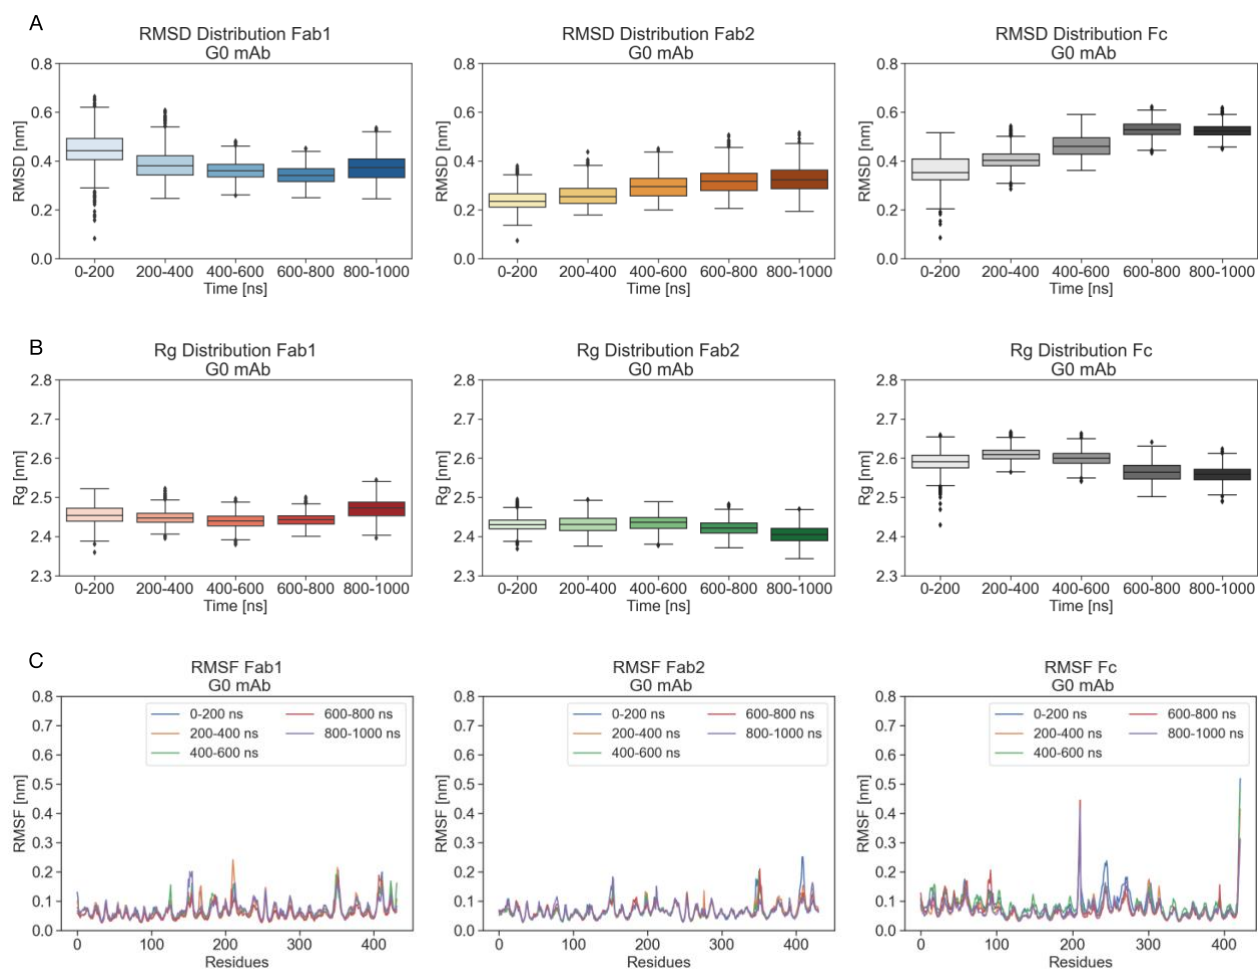 A
RMSD Distribution Fab1
G0 mAb
RMSD Distribution Fab2
G0 mAb
RMSD Distribution Fc
G0 mAb
0.8
0.6
0.4
0.2
0.0
RMSD [nm]
0-200 200-400 400-600 600-800 800-1000
Time [ns]
0.8
0.6
0.4
0.2
0.0
RMSD [nm]
0-200 200-400 400-600 600-800 800-1000
Time [ns]
0.8
0.6
0.4
0.2
0.0
RMSD [nm]
0-200 200-400 400-600 600-800 800-1000
Time [ns]
B
Rg Distribution Fab1
G0 mAb
Rg Distribution Fab2
G0 mAb
Rg Distribution Fc
G0 mAb
2.8
2.7
2.6
2.5
2.4
2.3
Rg [nm]
0-200 200-400 400-600 600-800 800-1000
Time [ns]
2.8
2.7
2.6
2.5
2.4
2.3
Rg [nm]
0-200 200-400 400-600 600-800 800-1000
Time [ns]
2.8
2.7
2.6
2.5
2.4
2.3
Rg [nm]
0-200 200-400 400-600 600-800 800-1000
Time [ns]
C
RMSF Fab1
G0 mAb
RMSF Fab2
G0 mAb
RMSF Fc
G0 mAb
0.8
0.7
0.6
0.5
0.4
0.3
0.2
0.1
0.0
RMSF [nm]
0-200 ns
200-400 ns
400-600 ns
600-800 ns
800-1000 ns
0 100 200 300 400
Residues
0.8
0.7
0.6
0.5
0.4
0.3
0.2
0.1
0.0
RMSF [nm]
0-200 ns
200-400 ns
400-600 ns
600-800 ns
800-1000 ns
0 100 200 300 400
Residues
0.8
0.7
0.6
0.5
0.4
0.3
0.2
0.1
0.0
RMSF [nm]
0-200 ns
200-400 ns
400-600 ns
600-800 ns
800-1000 ns
0 100 200 300 400
Residues